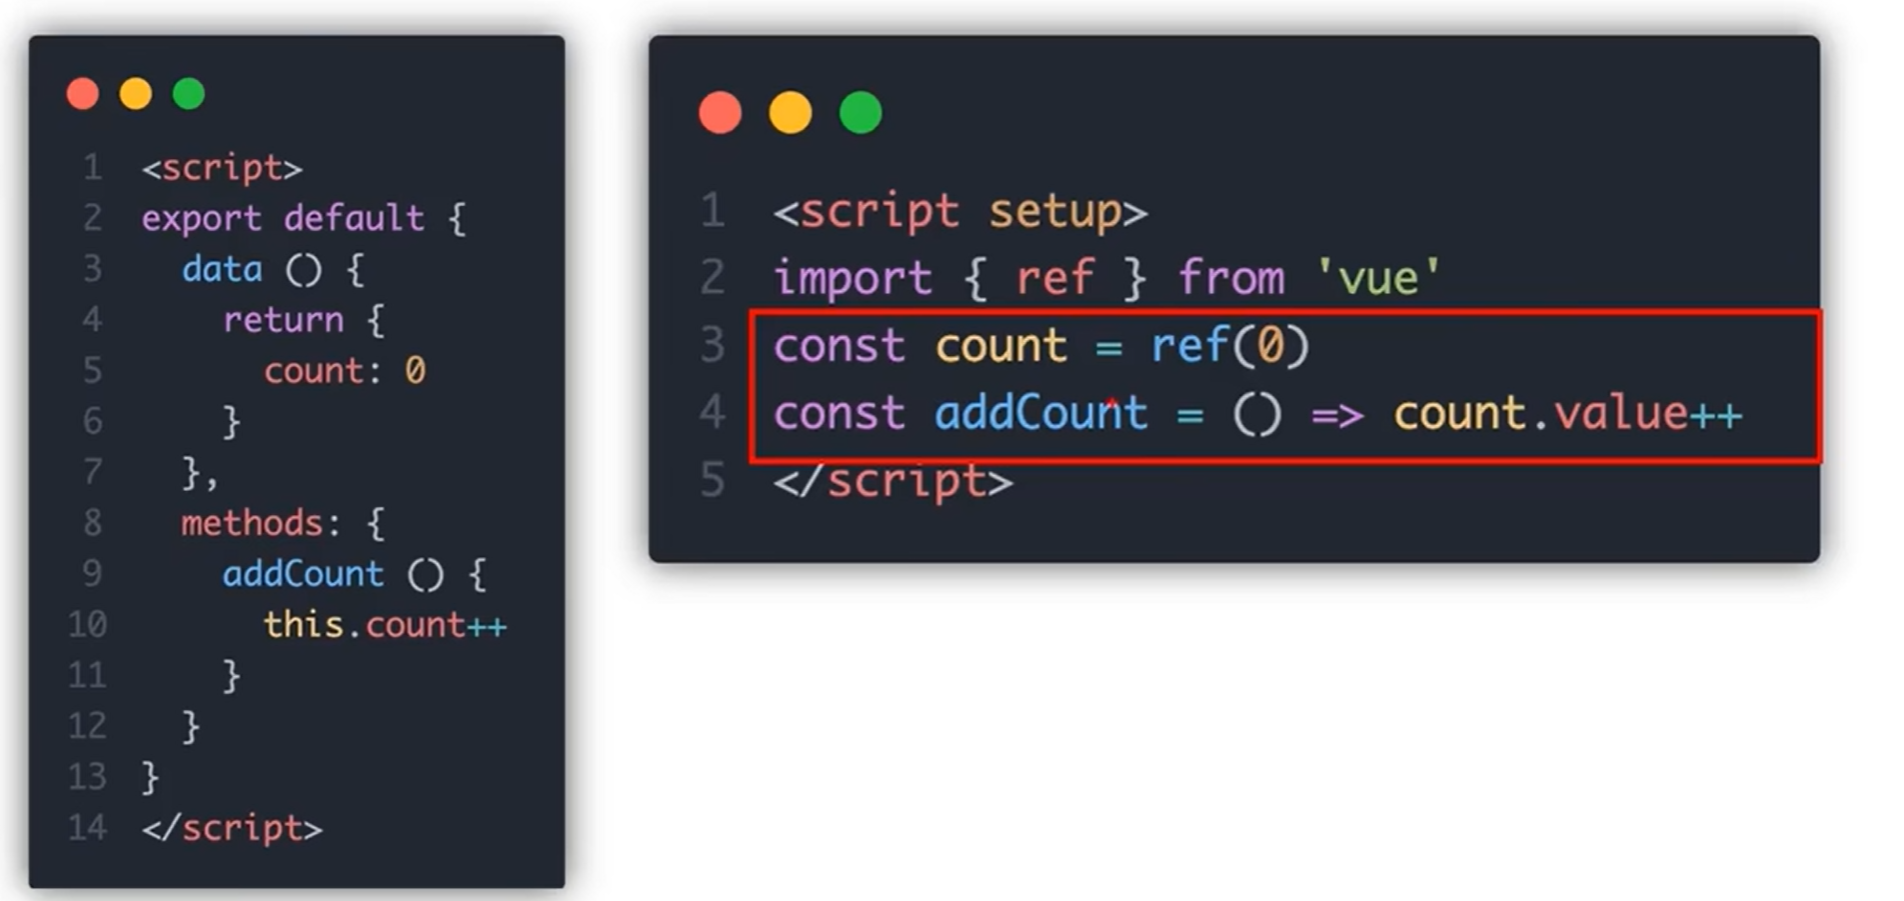 1 <script>
2 export default {
3   data () {
4     return {
5       count: 0
6     }
7   },
8   methods: {
9     addCount () {
10       this.count++
11     }
12   }
13 }
14 </script>
1 <script setup>
2 import { ref } from 'vue'
3 const count = ref(0)
4 const addCount = () => count.value++
5 </script>